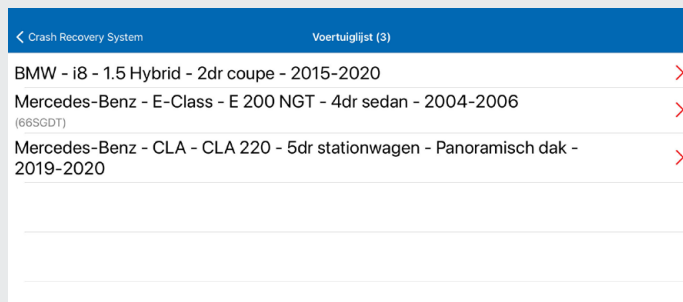 Crash Recovery System
Voertuiglijst (3)
BMW - i8 - 1.5 Hybrid - 2dr coupe - 2015-2020
Mercedes-Benz - E-Class - E 200 NGT - 4dr sedan - 2004-2006
(66SGDT)
Mercedes-Benz - CLA - CLA 220 - 5dr stationwagen - Panoramisch dak -
2019-2020